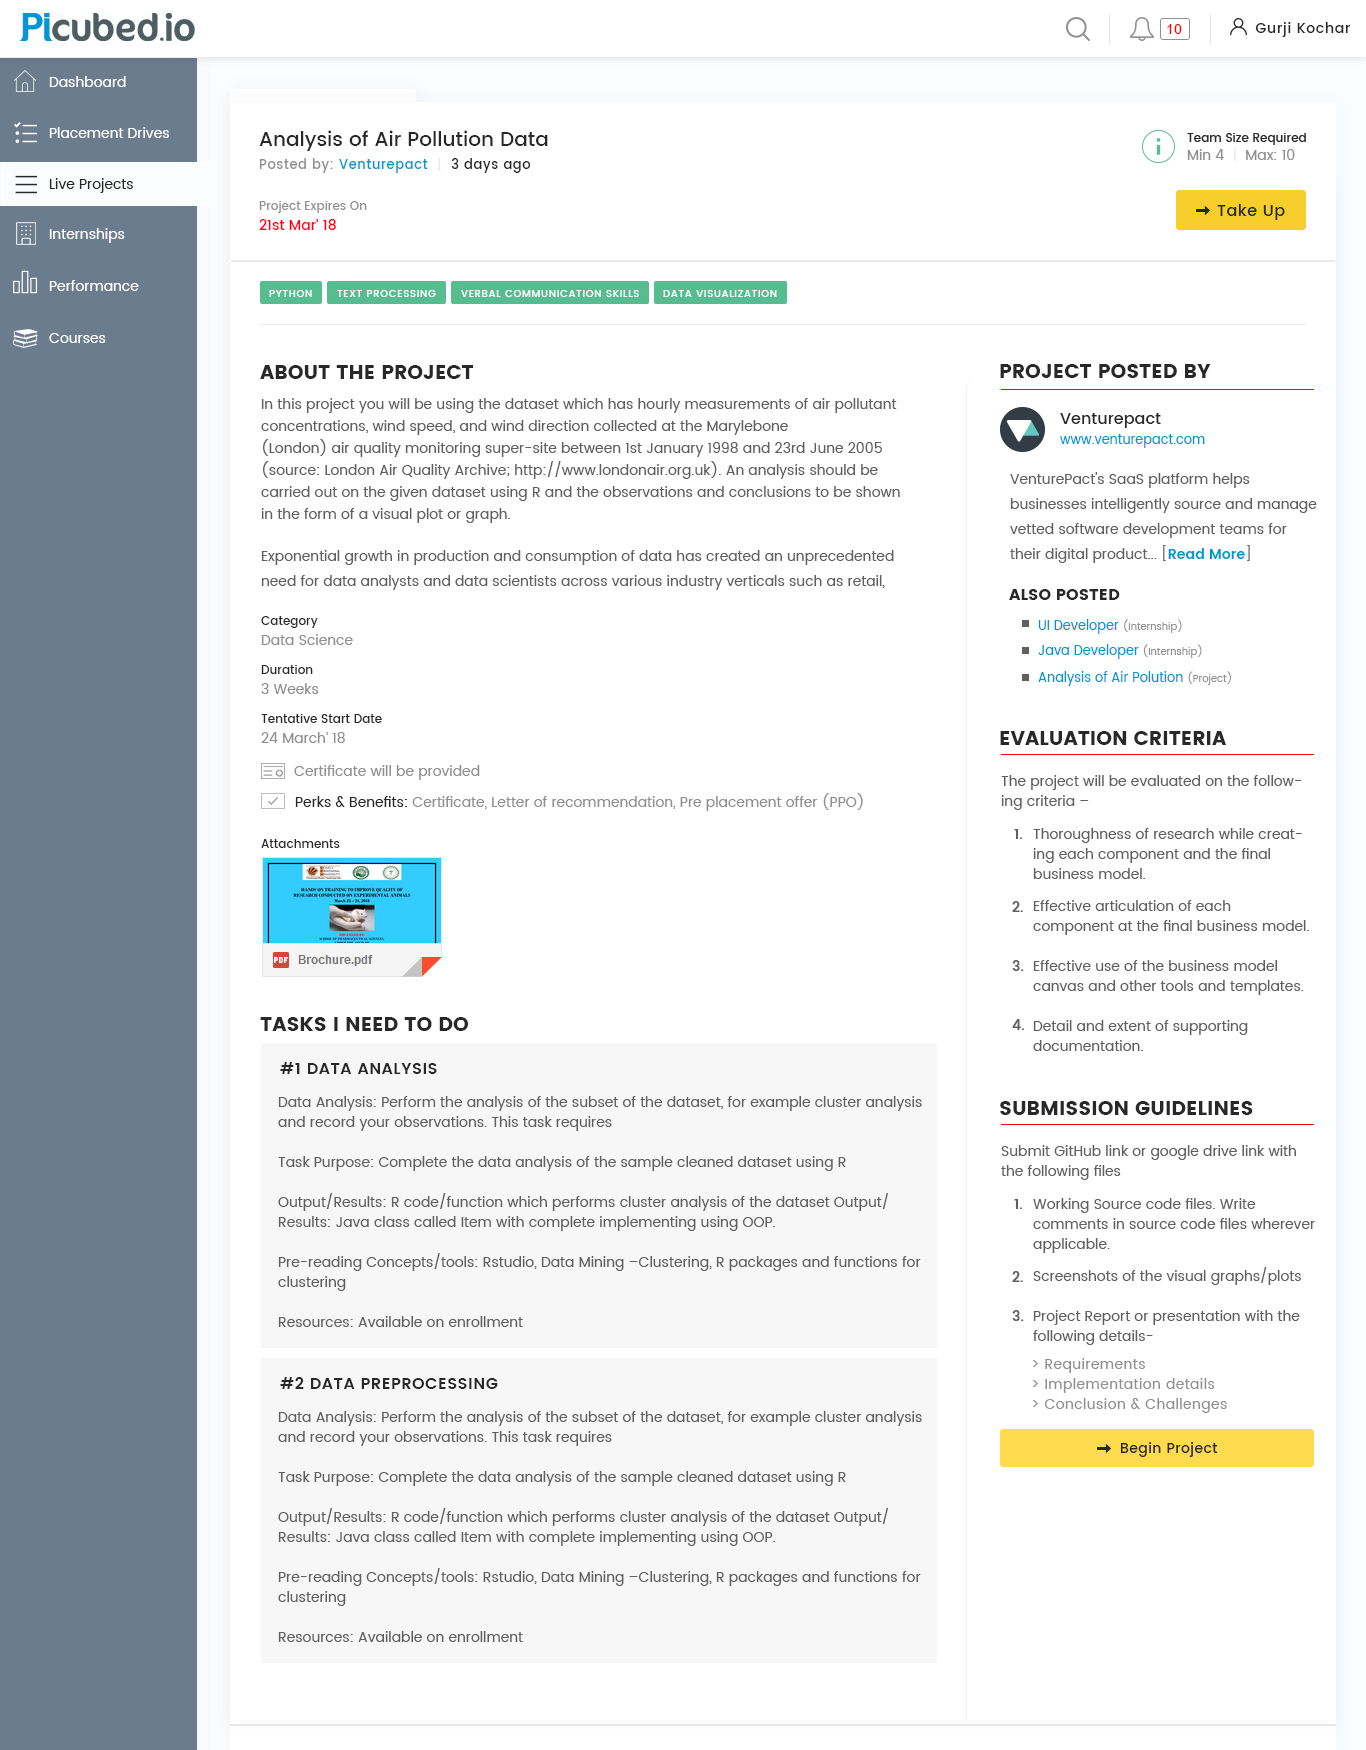 Picubed.io
10
Gurji Kochar
Dashboard
Placement Drives
Live Projects
Internships
Performance
Courses
Analysis of Air Pollution Data
Posted by: Venturepact | 3 days ago
Team Size Required
Min 4 | Max: 10
Project Expires On
21st Mar' 18
Take Up
PYTHON
TEXT PROCESSING
VERBAL COMMUNICATION SKILLS
DATA VISUALIZATION
ABOUT THE PROJECT
In this project you will be using the dataset which has hourly measurements of air pollutant
concentrations, wind speed, and wind direction collected at the Marylebone
(London) air quality monitoring super-site between 1st January 1998 and 23rd June 2005
(source: London Air Quality Archive; http://www.londonair.org.uk). An analysis should be
carried out on the given dataset using R and the observations and conclusions to be shown
in the form of a visual plot or graph.
Exponential growth in production and consumption of data has created an unprecedented
need for data analysts and data scientists across various industry verticals such as retail,
Category
Data Science
Duration
3 Weeks
Tentative Start Date
24 March' 18
Certificate will be provided
Perks & Benefits: Certificate, Letter of recommendation, Pre placement offer (PPO)
Attachments
HANDS ON TRAINING TO IMPROVE QUALITY OF
RESEARCH CONDUCTED ON EXPERIMENTAL ANIMALS
March 22 - 24, 2018
SCHOOL OF PHARMACEUTICAL SCIENCES,
PDF
Brochure.pdf
TASKS I NEED TO DO
#1 DATA ANALYSIS
Data Analysis: Perform the analysis of the subset of the dataset, for example cluster analysis
and record your observations. This task requires
Task Purpose: Complete the data analysis of the sample cleaned dataset using R
Output/Results: R code/function which performs cluster analysis of the dataset Output/
Results: Java class called Item with complete implementing using OOP.
Pre-reading Concepts/tools: Rstudio, Data Mining –Clustering, R packages and functions for
clustering
Resources: Available on enrollment
#2 DATA PREPROCESSING
Data Analysis: Perform the analysis of the subset of the dataset, for example cluster analysis
and record your observations. This task requires
Task Purpose: Complete the data analysis of the sample cleaned dataset using R
Output/Results: R code/function which performs cluster analysis of the dataset Output/
Results: Java class called Item with complete implementing using OOP.
Pre-reading Concepts/tools: Rstudio, Data Mining –Clustering, R packages and functions for
clustering
Resources: Available on enrollment
PROJECT POSTED BY
Venturepact
www.venturepact.com
VenturePact's SaaS platform helps
businesses intelligently source and manage
vetted software development teams for
their digital product... [Read More]
ALSO POSTED
UI Developer (Internship)
Java Developer (Internship)
Analysis of Air Polution (Project)
EVALUATION CRITERIA
The project will be evaluated on the follow-
ing criteria –
1. Thoroughness of research while creat-
ing each component and the final
business model.
2. Effective articulation of each
component at the final business model.
3. Effective use of the business model
canvas and other tools and templates.
4. Detail and extent of supporting
documentation.
SUBMISSION GUIDELINES
Submit GitHub link or google drive link with
the following files
1. Working Source code files. Write
comments in source code files wherever
applicable.
2. Screenshots of the visual graphs/plots
3. Project Report or presentation with the
following details-
> Requirements
> Implementation details
> Conclusion & Challenges
Begin Project